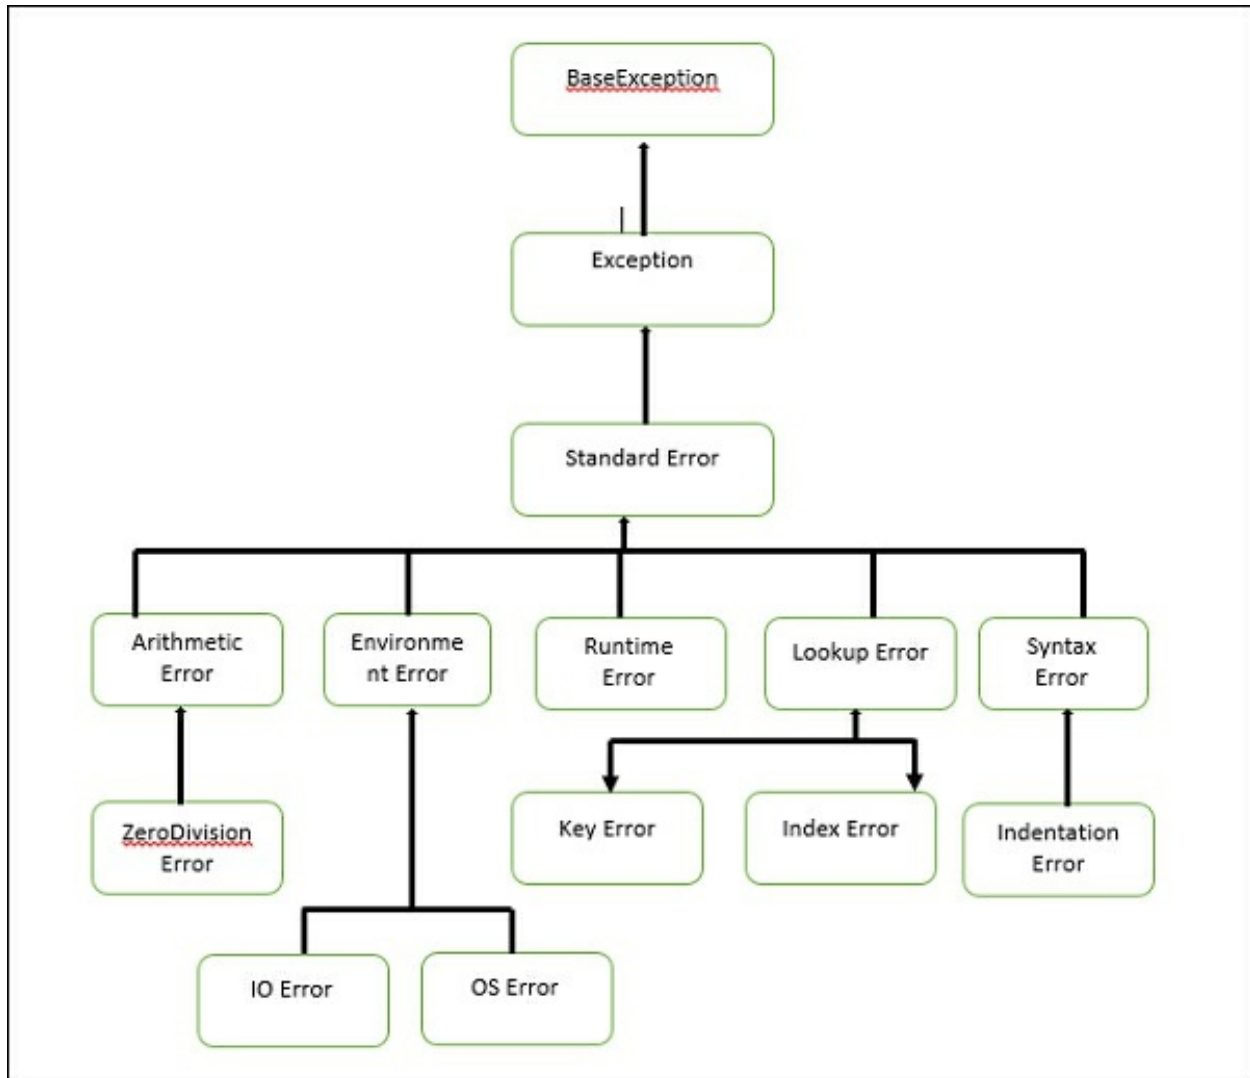 BaseException
Exception
Standard Error
Arithmetic
Error
Environme
nt Error
Runtime
Error
Lookup Error
Syntax
Error
ZeroDivision
Error
Key Error
Index Error
Indentation
Error
IO Error
OS Error